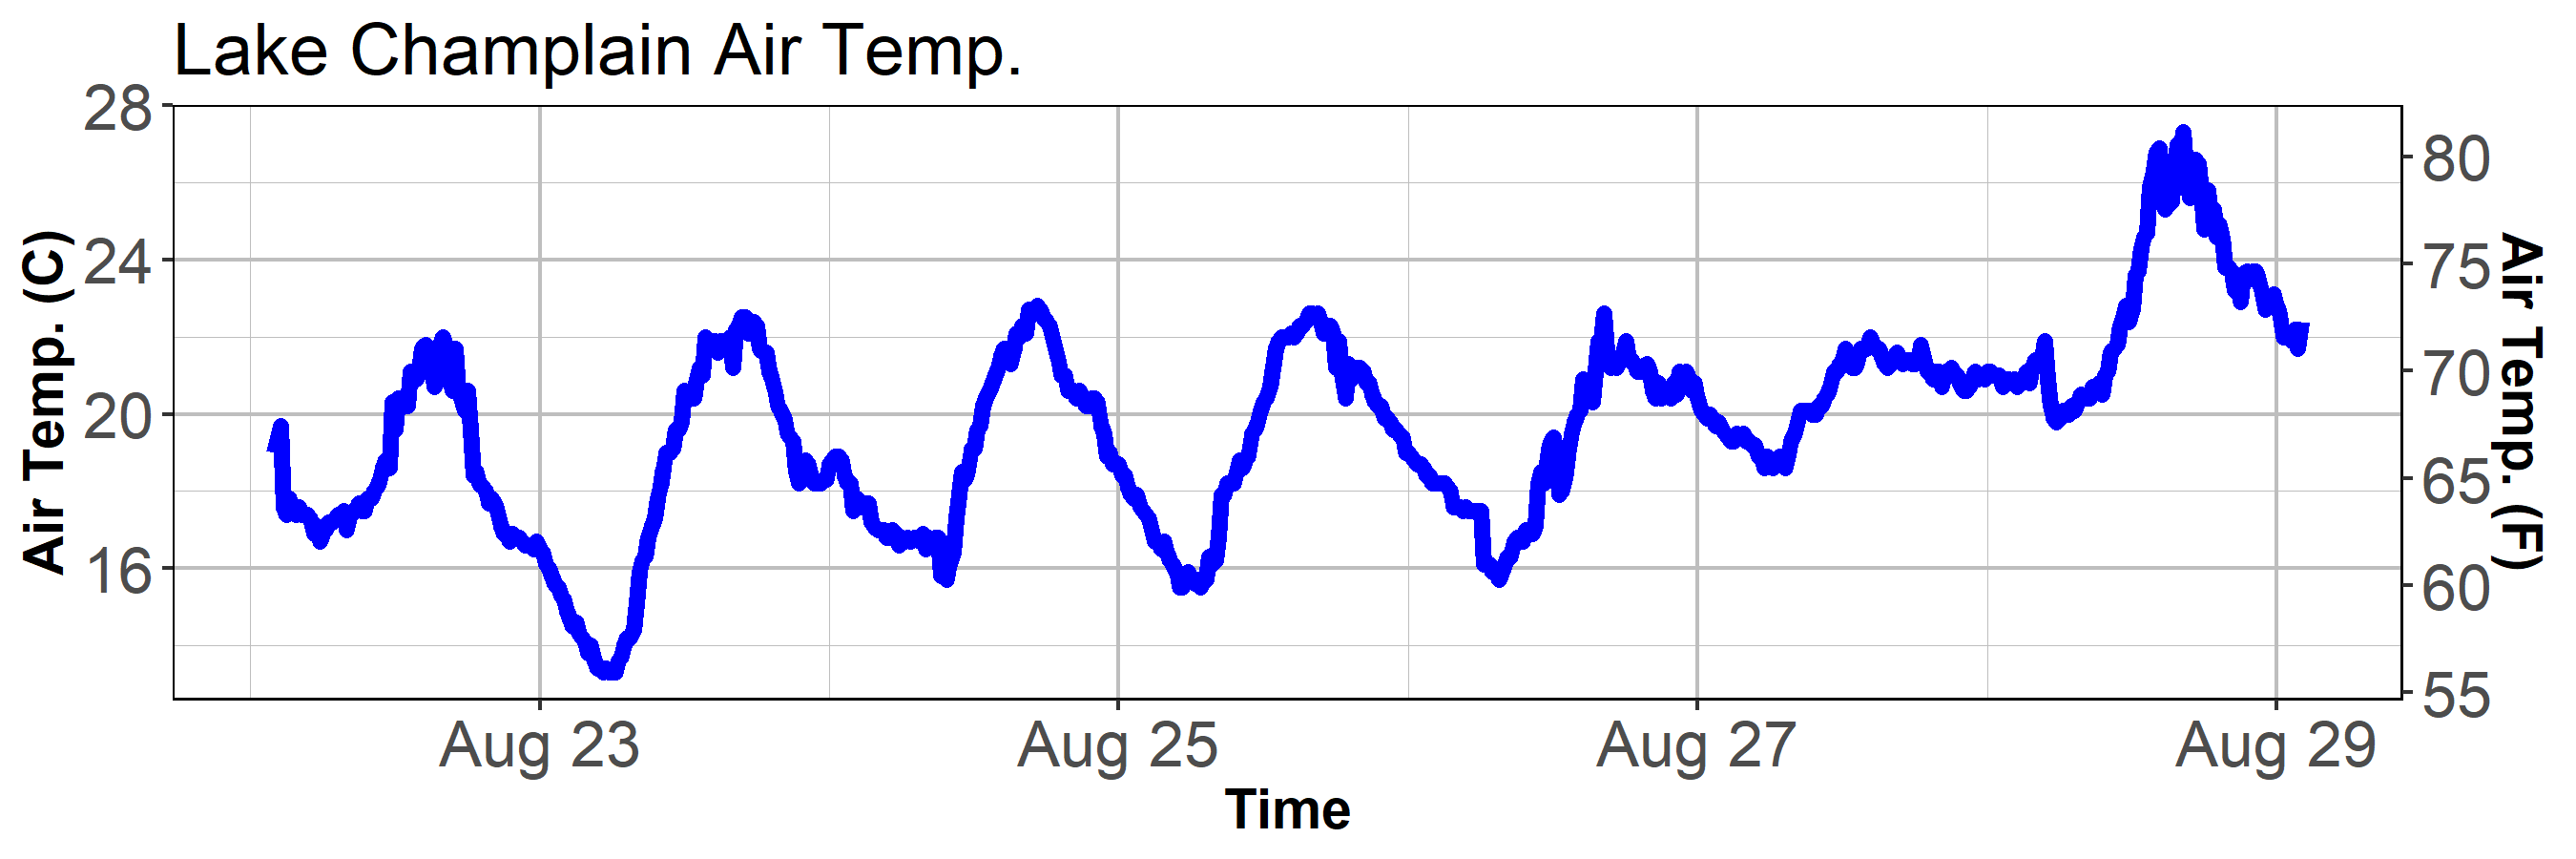 Lake Champlain Air Temp.
28
24
20
16
Air Temp. (C)
80
75
70
65
60
55
Air Temp. (F)
Aug 23
Aug 25
Aug 27
Aug 29
Time